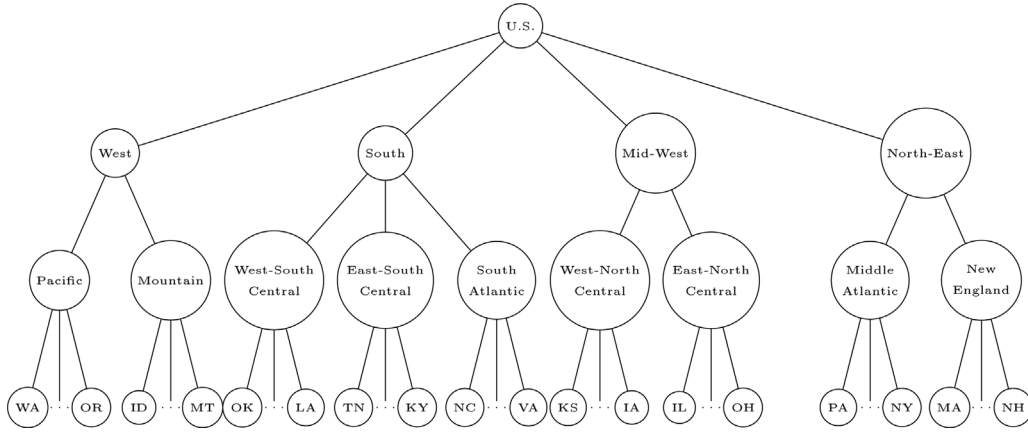 U.S.
West
South
Mid-West
North-East
Pacific
Mountain
West-South
Central
East-South
Central
South
Atlantic
West-North
Central
East-North
Central
Middle
Atlantic
New
England
WA ··· OR
ID ··· MT
OK ··· LA
TN ··· KY
NC ··· VA
KS ··· IA
IL ··· OH
PA ··· NY
MA ··· NH